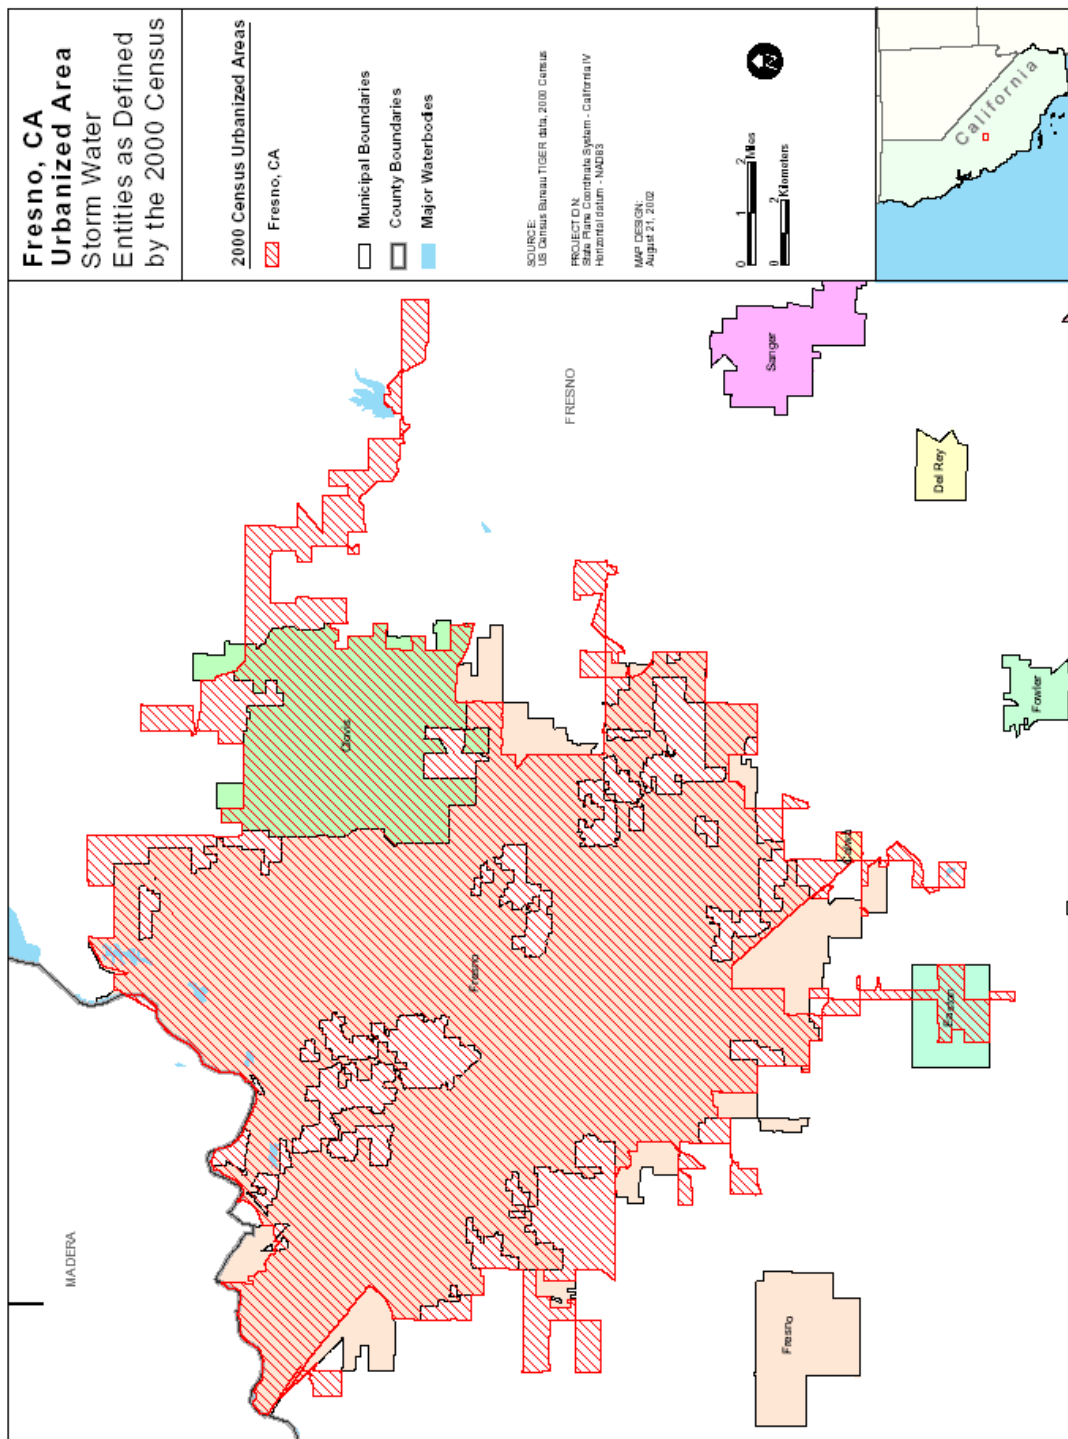 Fresno, CA
Urbanized Area
Storm Water
Entities as Defined
by the 2000 Census
2000 Census Urbanized Areas
Fresno, CA
Municipal Boundaries
County Boundaries
Major Waterbodies
SOURCE:
US Census Bureau TIGER data, 2000 Census
PROJECTION:
State Plane Coordinate System - California IV
Horizontal datum - NAD83
MAP DESIGN:
August 21, 2002
0 1 2
Miles
0 2
Kilometers
N
California
MADERA
FRESNO
Clovis
Fresno
Sanger
Del Rey
Fowler
Calwa
Easton
Fresno